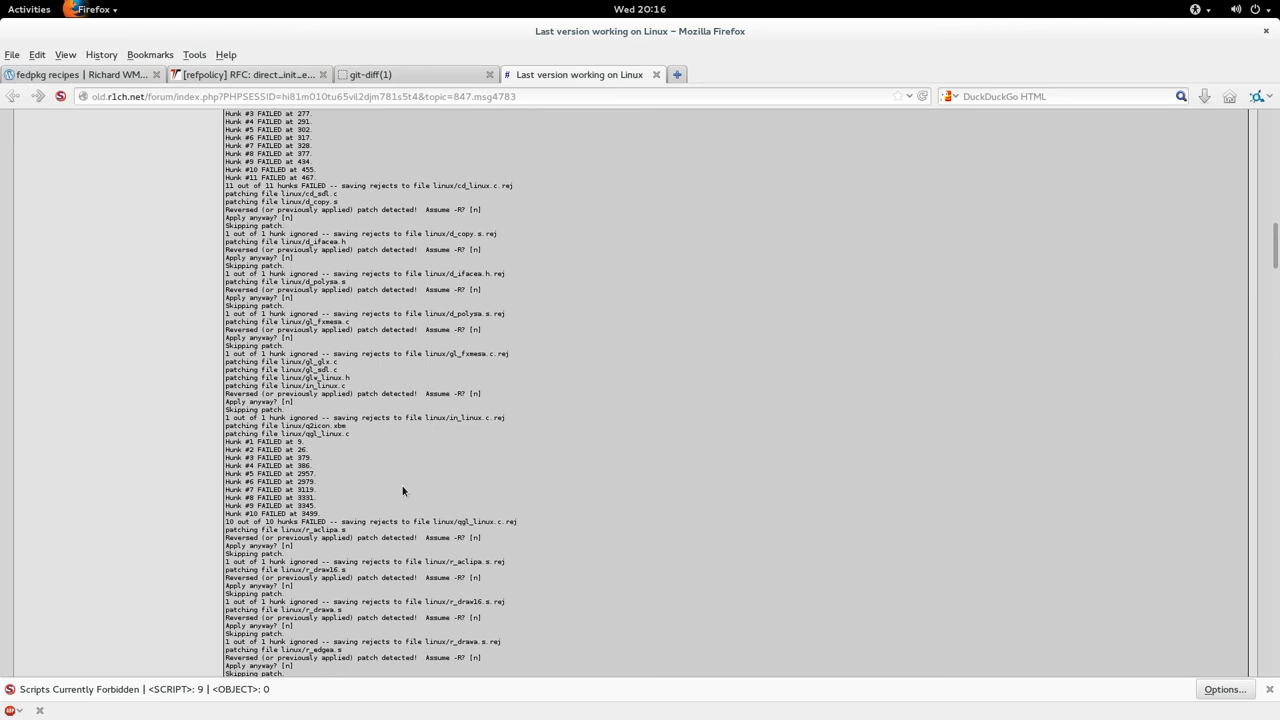 Activities
Firefox
Wed 20:16
Last version working on Linux – Mozilla Firefox
×
File Edit View History Bookmarks Tools Help
fedpkg recipes | Richard WM... ×
[refpolicy] RFC: direct_init_e... ×
git-diff(1) ×
# Last version working on Linux ×
old.r1ch.net/forum/index.php?PHPSESSID=hi81m010tu65vil2djm781s5t4&topic=847.msg4783
DuckDuckGo HTML
Hunk #3 FAILED at 277.
Hunk #4 FAILED at 291.
Hunk #5 FAILED at 302.
Hunk #6 FAILED at 317.
Hunk #7 FAILED at 328.
Hunk #8 FAILED at 377.
Hunk #9 FAILED at 434.
Hunk #10 FAILED at 455.
Hunk #11 FAILED at 467.
11 out of 11 hunks FAILED -- saving rejects to file linux/cd_linux.c.rej
patching file linux/cd_sdl.c
patching file linux/d_copy.s
Reversed (or previously applied) patch detected!  Assume -R? [n]
Apply anyway? [n]
Skipping patch.
1 out of 1 hunk ignored -- saving rejects to file linux/d_copy.s.rej
patching file linux/d_ifacea.h
Reversed (or previously applied) patch detected!  Assume -R? [n]
Apply anyway? [n]
Skipping patch.
1 out of 1 hunk ignored -- saving rejects to file linux/d_ifacea.h.rej
patching file linux/d_polysa.s
Reversed (or previously applied) patch detected!  Assume -R? [n]
Apply anyway? [n]
Skipping patch.
1 out of 1 hunk ignored -- saving rejects to file linux/d_polysa.s.rej
patching file linux/gl_fxmesa.c
Reversed (or previously applied) patch detected!  Assume -R? [n]
Apply anyway? [n]
Skipping patch.
1 out of 1 hunk ignored -- saving rejects to file linux/gl_fxmesa.c.rej
patching file linux/gl_glx.c
patching file linux/gl_sdl.c
patching file linux/glw_linux.h
patching file linux/in_linux.c
Reversed (or previously applied) patch detected!  Assume -R? [n]
Apply anyway? [n]
Skipping patch.
1 out of 1 hunk ignored -- saving rejects to file linux/in_linux.c.rej
patching file linux/q2icon.xbm
patching file linux/qgl_linux.c
Hunk #1 FAILED at 9.
Hunk #2 FAILED at 26.
Hunk #3 FAILED at 379.
Hunk #4 FAILED at 386.
Hunk #5 FAILED at 2957.
Hunk #6 FAILED at 2979.
Hunk #7 FAILED at 3119.
Hunk #8 FAILED at 3331.
Hunk #9 FAILED at 3345.
Hunk #10 FAILED at 3499.
10 out of 10 hunks FAILED -- saving rejects to file linux/qgl_linux.c.rej
patching file linux/r_aclipa.s
Reversed (or previously applied) patch detected!  Assume -R? [n]
Apply anyway? [n]
Skipping patch.
1 out of 1 hunk ignored -- saving rejects to file linux/r_aclipa.s.rej
patching file linux/r_draw16.s
Reversed (or previously applied) patch detected!  Assume -R? [n]
Apply anyway? [n]
Skipping patch.
1 out of 1 hunk ignored -- saving rejects to file linux/r_draw16.s.rej
patching file linux/r_drawa.s
Reversed (or previously applied) patch detected!  Assume -R? [n]
Apply anyway? [n]
Skipping patch.
1 out of 1 hunk ignored -- saving rejects to file linux/r_drawa.s.rej
patching file linux/r_edgea.s
Reversed (or previously applied) patch detected!  Assume -R? [n]
Apply anyway? [n]
Skipping patch.
Scripts Currently Forbidden | <SCRIPT>: 9 | <OBJECT>: 0
Options...
ABP